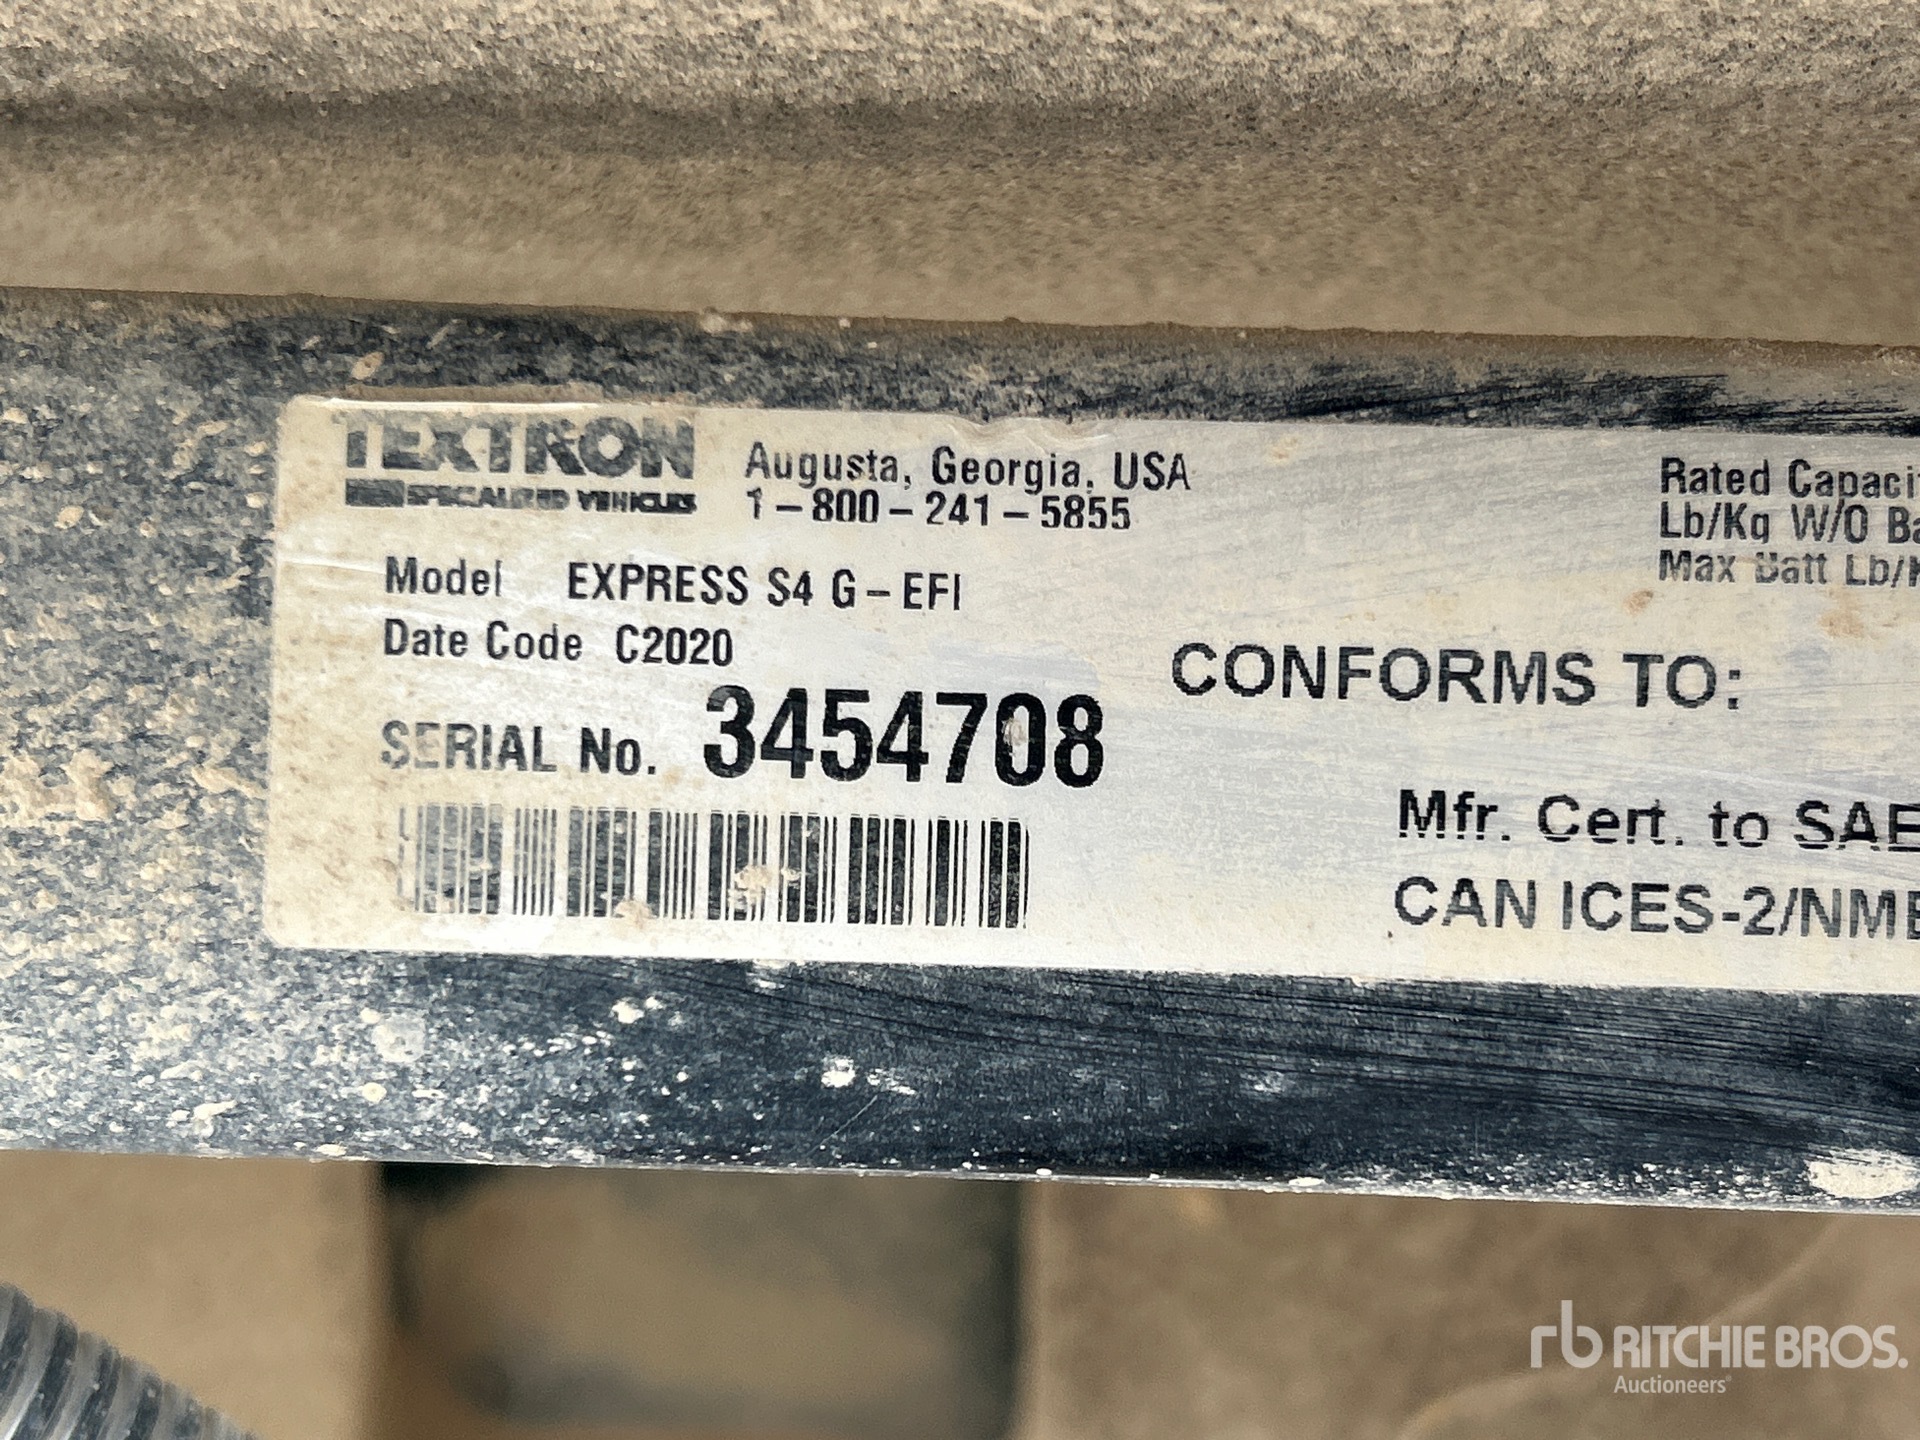 TEXTRON
SPECIALIZED VEHICLES
Augusta, Georgia, USA
1-800-241-5855
Model EXPRESS S4 G-EFI
Date Code C2020
SERIAL No. 3454708
Rated Capaci
Lb/Kg W/O Ba
Max Batt Lb/K
CONFORMS TO:
Mfr. Cert. to SAE
CAN ICES-2/NMB
rb RITCHIE BROS.
Auctioneers